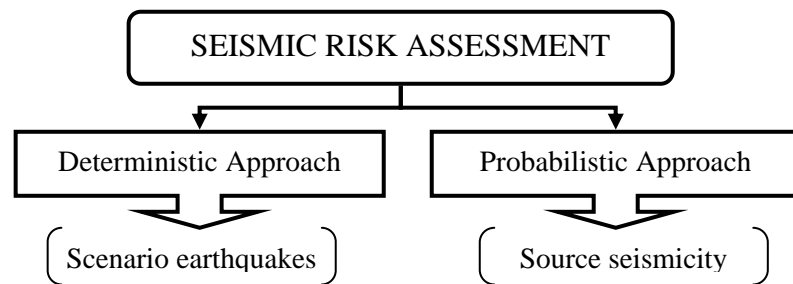 SEISMIC RISK ASSESSMENT
Deterministic Approach
Probabilistic Approach
Scenario earthquakes
Source seismicity